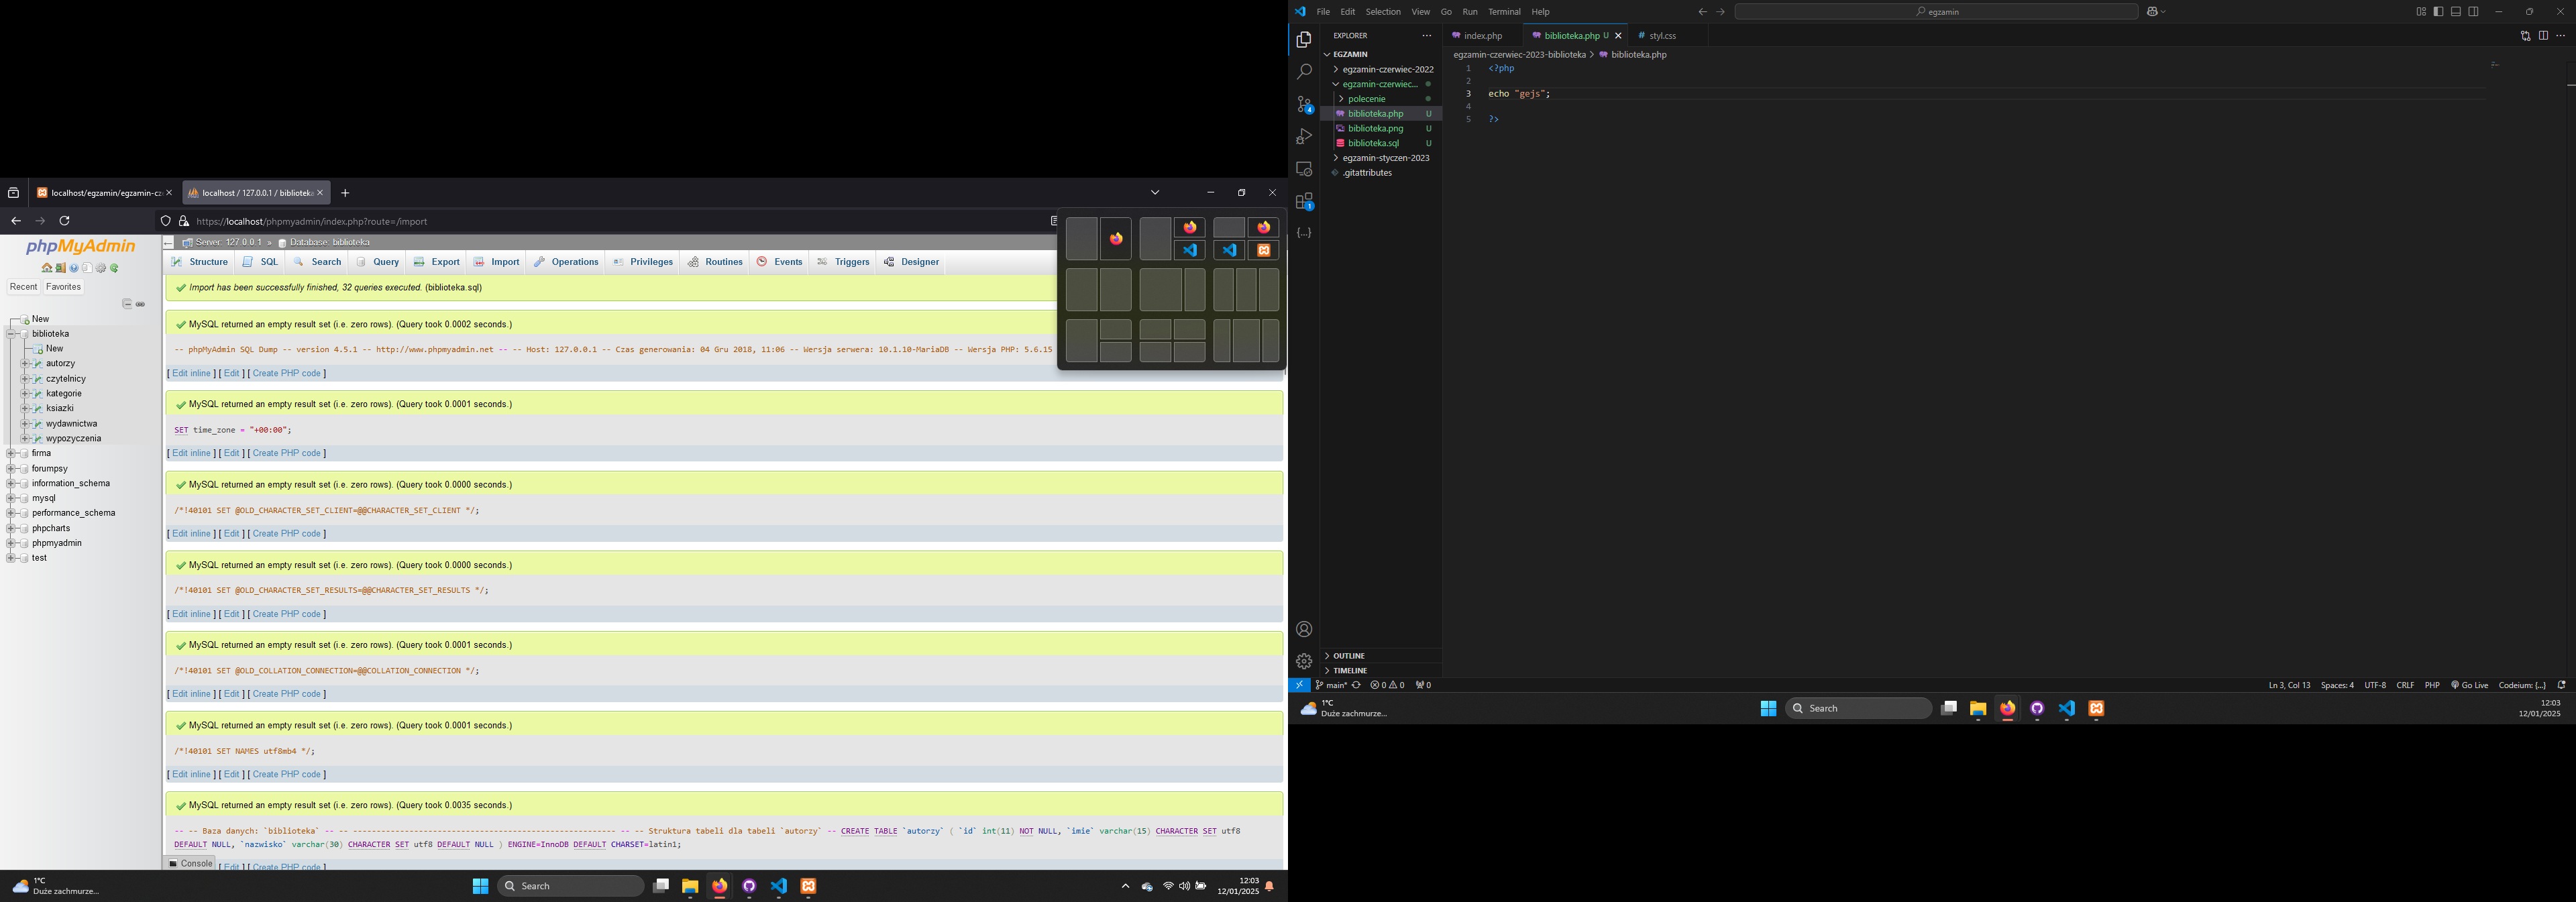 localhost/egzamin/egzamin-cz
localhost / 127.0.0.1 / biblioteka
https://localhost/phpmyadmin/index.php?route=/import
phpMyAdmin
Recent
Favorites
New
biblioteka
New
autorzy
czytelnicy
kategorie
ksiazki
wydawnictwa
wypozyczenia
firma
forumpsy
information_schema
mysql
performance_schema
phpcharts
phpmyadmin
test
Server: 127.0.0.1 » Database: biblioteka
Structure SQL Search Query Export Import Operations Privileges Routines Events Triggers Designer
Import has been successfully finished, 32 queries executed. (biblioteka.sql)
MySQL returned an empty result set (i.e. zero rows). (Query took 0.0002 seconds.)
-- phpMyAdmin SQL Dump -- version 4.5.1 -- http://www.phpmyadmin.net -- -- Host: 127.0.0.1 -- Czas generowania: 04 Gru 2018, 11:06 -- Wersja serwera: 10.1.10-MariaDB -- Wersja PHP: 5.6.15
[ Edit inline ] [ Edit ] [ Create PHP code ]
MySQL returned an empty result set (i.e. zero rows). (Query took 0.0001 seconds.)
SET time_zone = "+00:00";
[ Edit inline ] [ Edit ] [ Create PHP code ]
MySQL returned an empty result set (i.e. zero rows). (Query took 0.0000 seconds.)
/*!40101 SET @OLD_CHARACTER_SET_CLIENT=@@CHARACTER_SET_CLIENT */;
[ Edit inline ] [ Edit ] [ Create PHP code ]
MySQL returned an empty result set (i.e. zero rows). (Query took 0.0000 seconds.)
/*!40101 SET @OLD_CHARACTER_SET_RESULTS=@@CHARACTER_SET_RESULTS */;
[ Edit inline ] [ Edit ] [ Create PHP code ]
MySQL returned an empty result set (i.e. zero rows). (Query took 0.0001 seconds.)
/*!40101 SET @OLD_COLLATION_CONNECTION=@@COLLATION_CONNECTION */;
[ Edit inline ] [ Edit ] [ Create PHP code ]
MySQL returned an empty result set (i.e. zero rows). (Query took 0.0001 seconds.)
/*!40101 SET NAMES utf8mb4 */;
[ Edit inline ] [ Edit ] [ Create PHP code ]
MySQL returned an empty result set (i.e. zero rows). (Query took 0.0035 seconds.)
-- -- Baza danych: `biblioteka` -- -- -------------------------------------------------------- -- -- Struktura tabeli dla tabeli `autorzy` -- CREATE TABLE `autorzy` ( `id` int(11) NOT NULL, `imie` varchar(15) CHARACTER SET utf8
DEFAULT NULL, `nazwisko` varchar(30) CHARACTER SET utf8 DEFAULT NULL ) ENGINE=InnoDB DEFAULT CHARSET=latin1;
Console
[ Edit inline ] [ Edit ] [ Create PHP code ]
1°C
Duże zachmurze...
Search
12:03
12/01/2025
File Edit Selection View Go Run Terminal Help
egzamin
EXPLORER
EGZAMIN
egzamin-czerwiec-2022
egzamin-czerwiec...
polecenie
biblioteka.php U
biblioteka.png U
biblioteka.sql U
egzamin-styczen-2023
.gitattributes
4
1
OUTLINE
TIMELINE
index.php
biblioteka.php U
styl.css
egzamin-czerwiec-2023-biblioteka > biblioteka.php
1 <?php
2
3 echo "gejs";
4
5 ?>
main* 0 0 0
Ln 3, Col 13 Spaces: 4 UTF-8 CRLF PHP Go Live Codeium: {...}
1°C
Duże zachmurze...
Search
12:03
12/01/2025